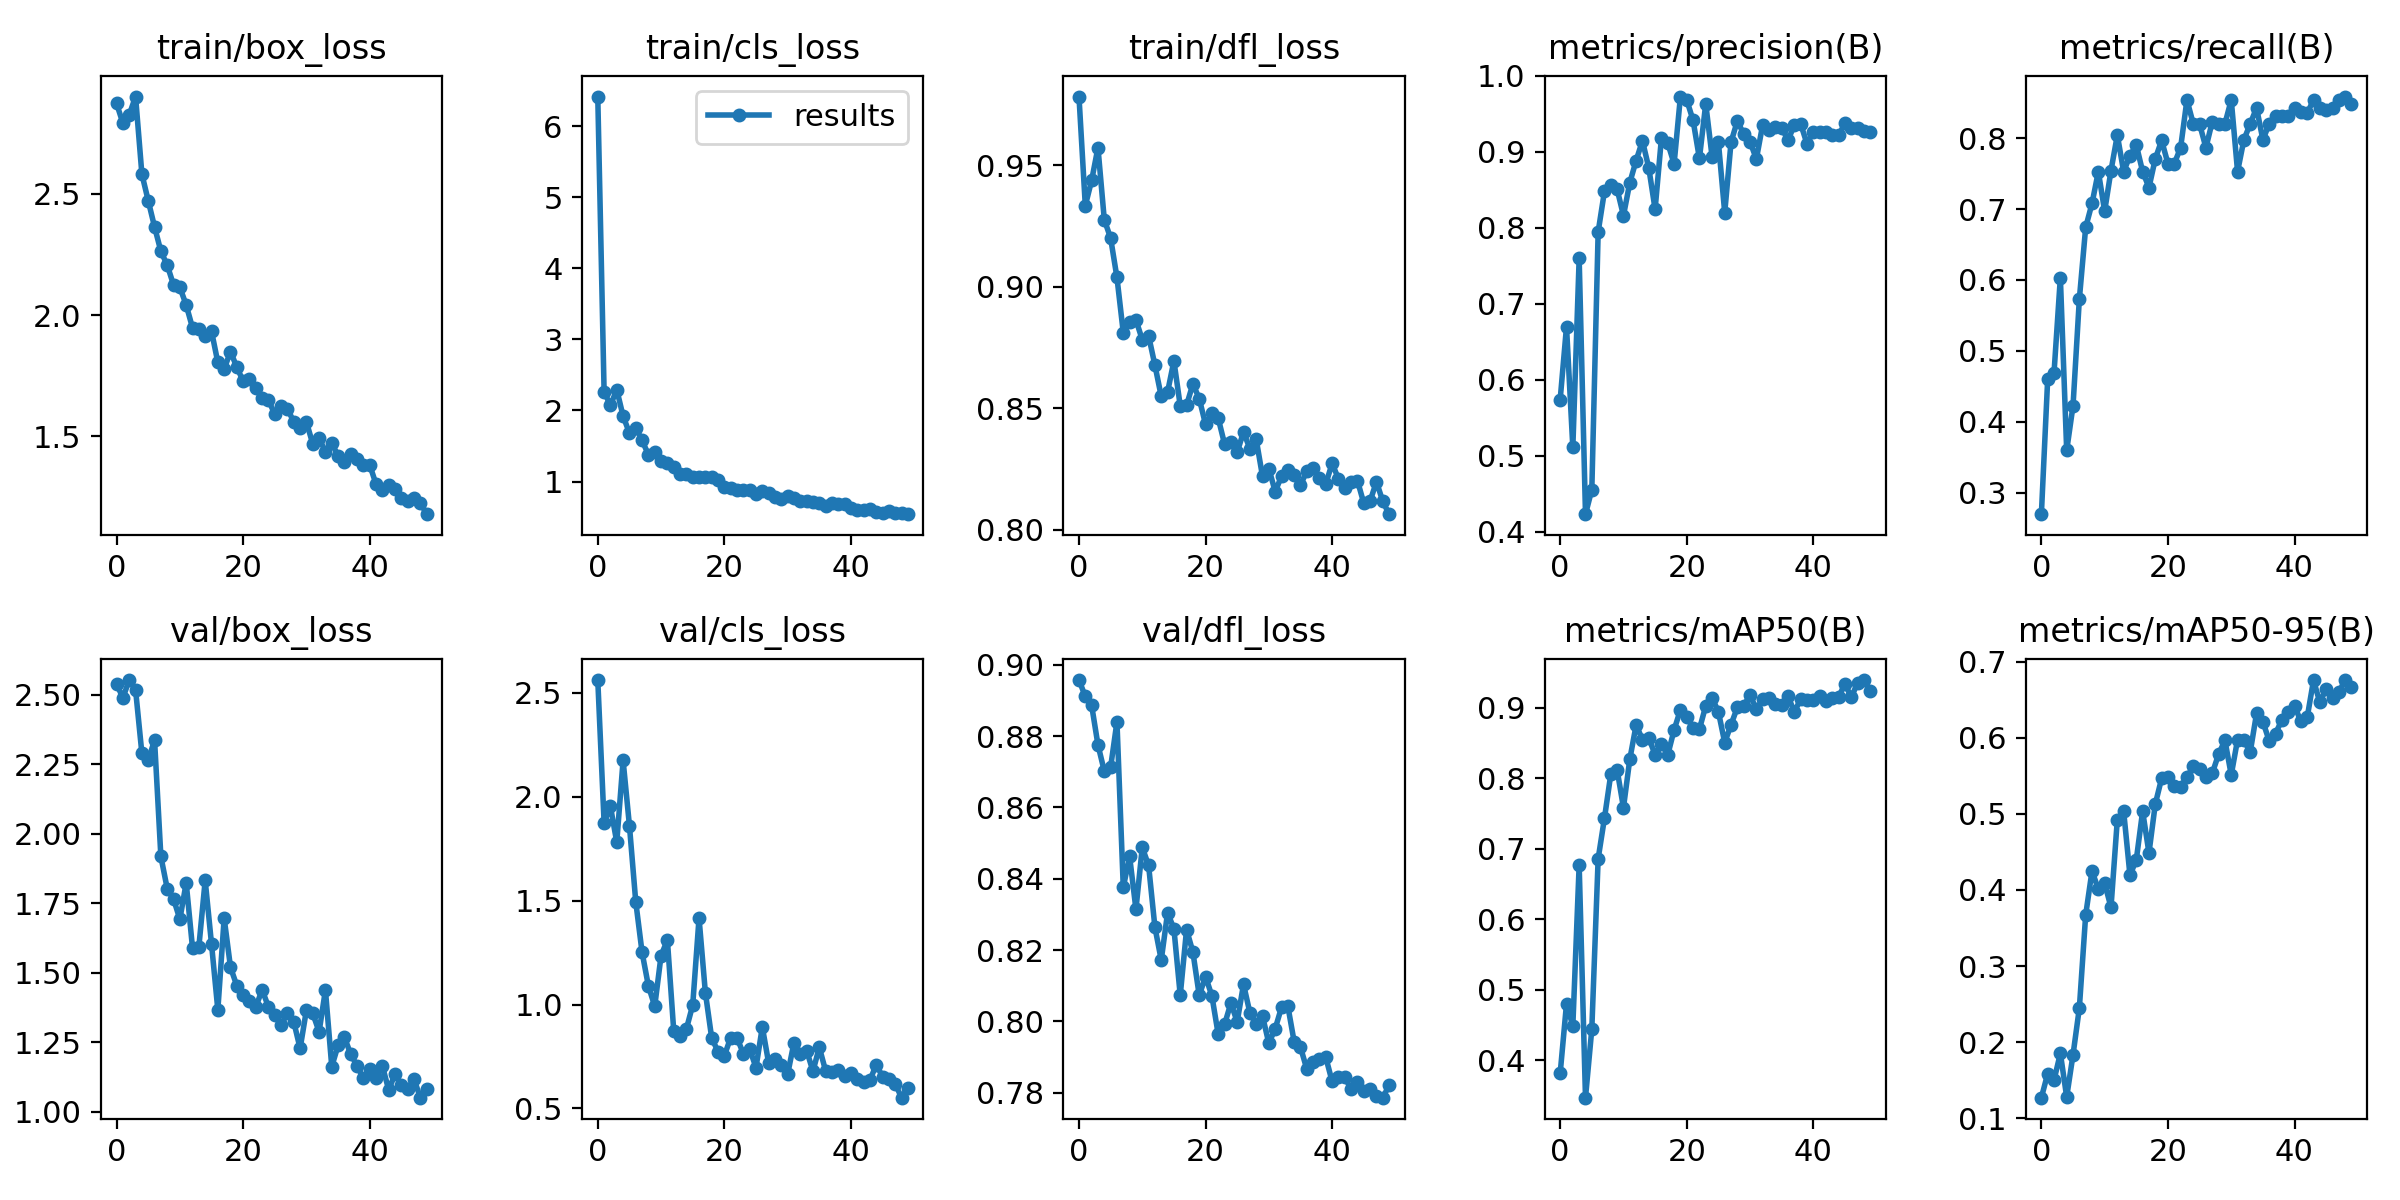 train/box_loss
train/cls_loss
train/dfl_loss
metrics/precision(B)
metrics/recall(B)
2.5
2.0
1.5
0 20 40
results
6
5
4
3
2
1
0 20 40
0.95
0.90
0.85
0.80
0 20 40
1.0
0.9
0.8
0.7
0.6
0.5
0.4
0 20 40
0.8
0.7
0.6
0.5
0.4
0.3
0 20 40
val/box_loss
val/cls_loss
val/dfl_loss
metrics/mAP50(B)
metrics/mAP50-95(B)
2.50
2.25
2.00
1.75
1.50
1.25
1.00
0 20 40
2.5
2.0
1.5
1.0
0.5
0 20 40
0.90
0.88
0.86
0.84
0.82
0.80
0.78
0 20 40
0.9
0.8
0.7
0.6
0.5
0.4
0 20 40
0.7
0.6
0.5
0.4
0.3
0.2
0.1
0 20 40